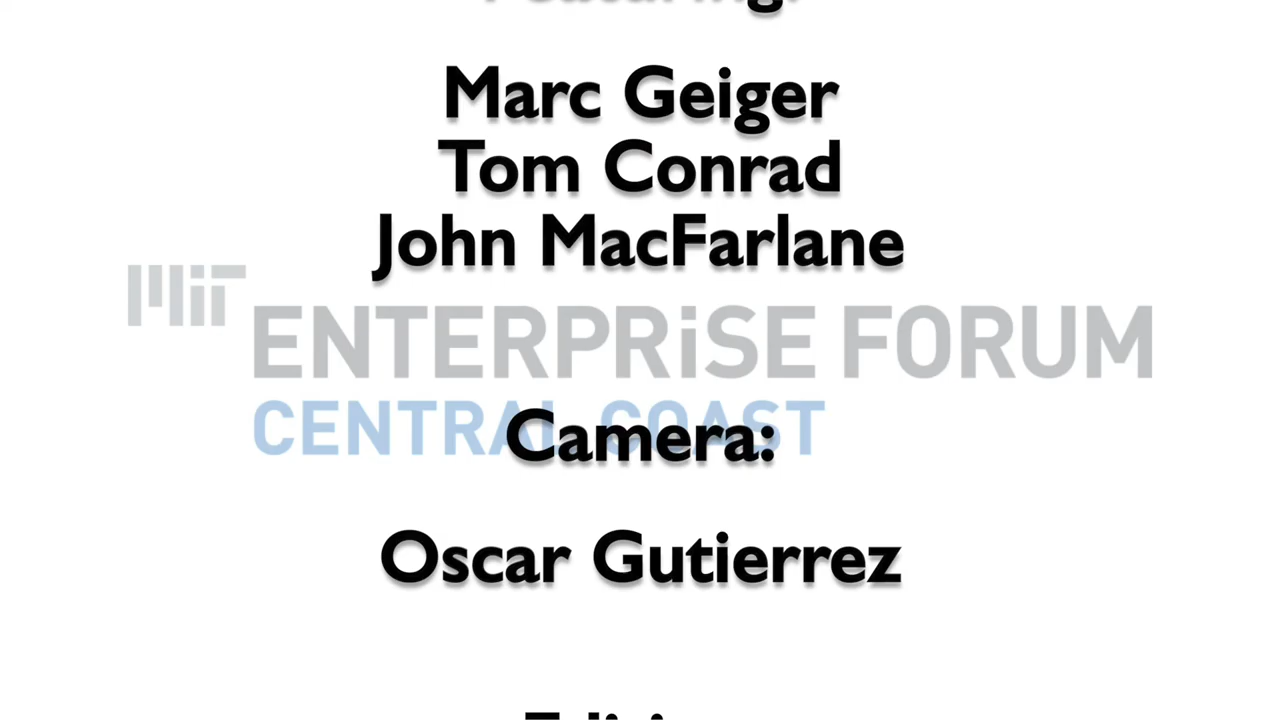 Marc Geiger
Tom Conrad
John MacFarlane
MIT
ENTERPRISE FORUM
CENTRAL COAST
Camera:
Oscar Gutierrez